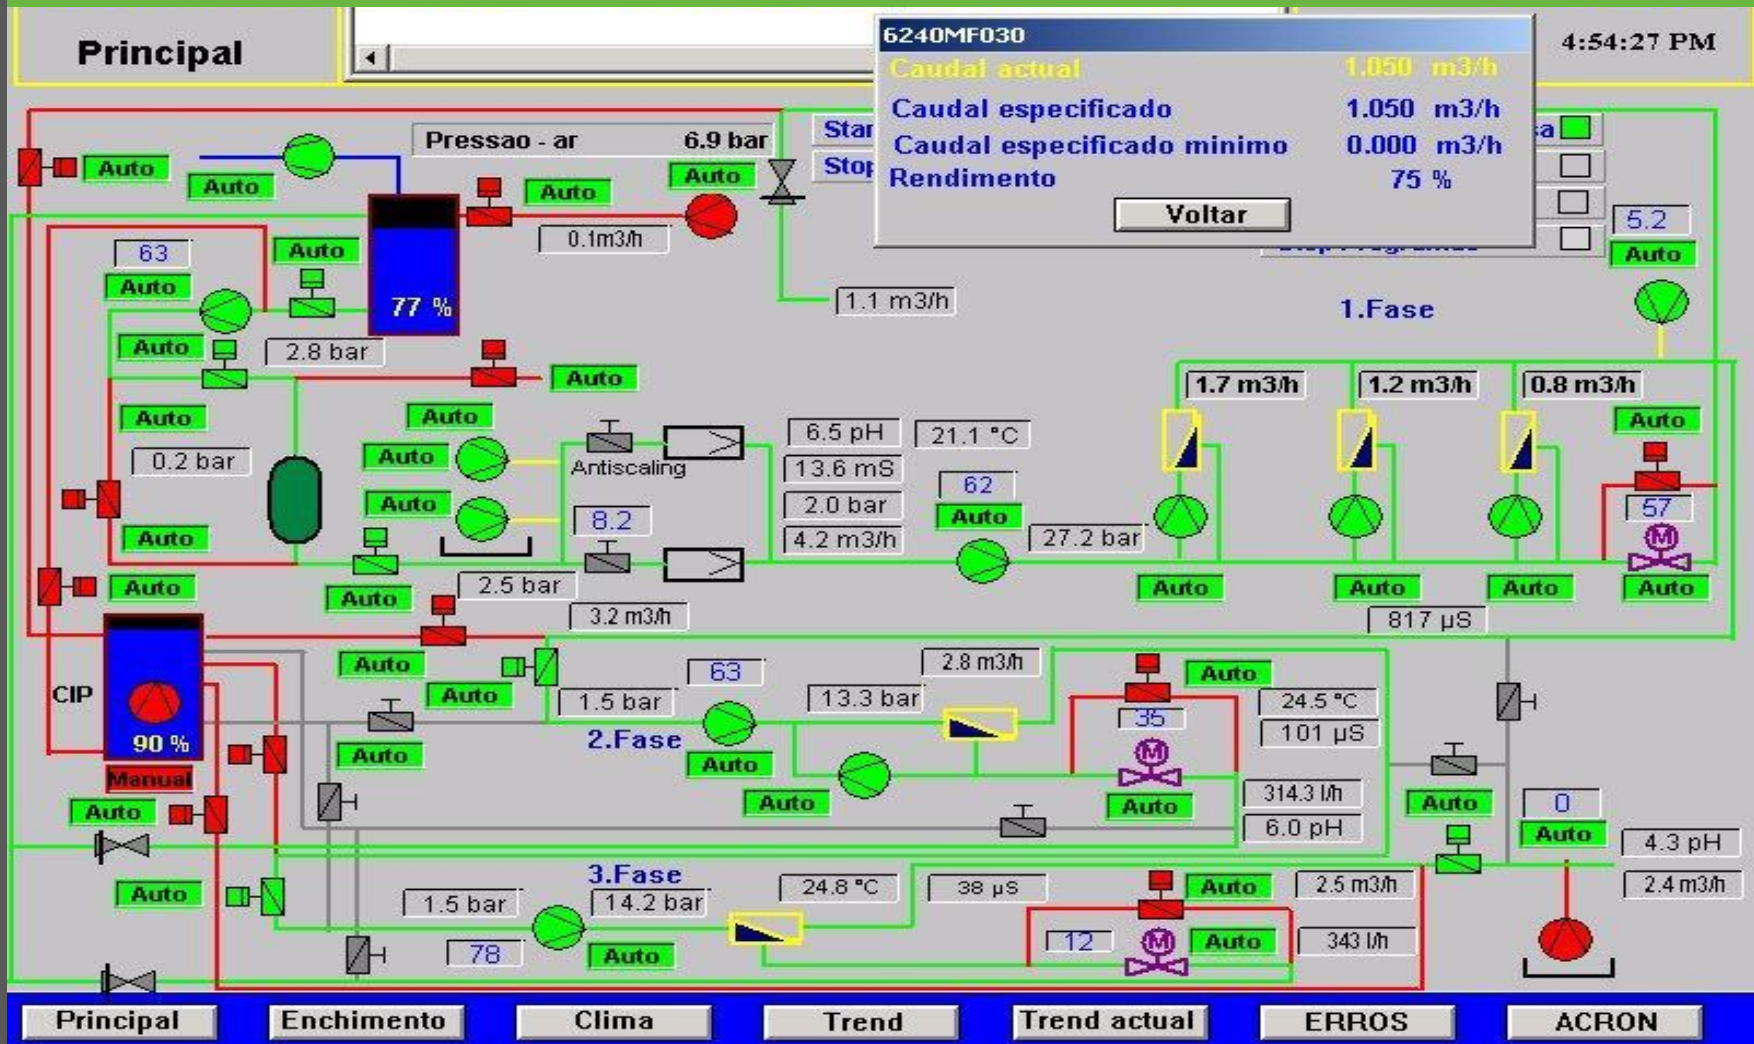 Principal
6240MF030
4:54:27 PM
Caudal actual 1.050 m3/h
Caudal especificado 1.050 m3/h
Caudal especificado minimo 0.000 m3/h
Rendimento 75 %
Voltar
Pressao - ar 6.9 bar
Auto
Auto
Auto
Auto
0.1m3/h
5.2
Auto
63
Auto
Auto
77 %
1.1 m3/h
1.Fase
Auto
2.8 bar
Auto
1.7 m3/h
1.2 m3/h
0.8 m3/h
Auto
Auto
Auto
0.2 bar
Auto
Antiscaling
6.5 pH
21.1 °C
13.6 mS
62
Auto
Auto
8.2
2.0 bar
4.2 m3/h
27.2 bar
57
M
Auto
Auto
2.5 bar
Auto
3.2 m3/h
Auto
Auto
Auto
Auto
817 µS
CIP
90 %
Manual
Auto
Auto
Auto
1.5 bar
63
13.3 bar
2.8 m3/h
Auto
24.5 °C
35
101 µS
2.Fase
Auto
M
Auto
Auto
314.3 l/h
6.0 pH
Auto
Auto
0
Auto
4.3 pH
2.4 m3/h
3.Fase
Auto
1.5 bar
14.2 bar
24.8 °C
38 µS
Auto
2.5 m3/h
78
Auto
12
M
Auto
343 l/h
Principal
Enchimento
Clima
Trend
Trend actual
ERROS
ACRON